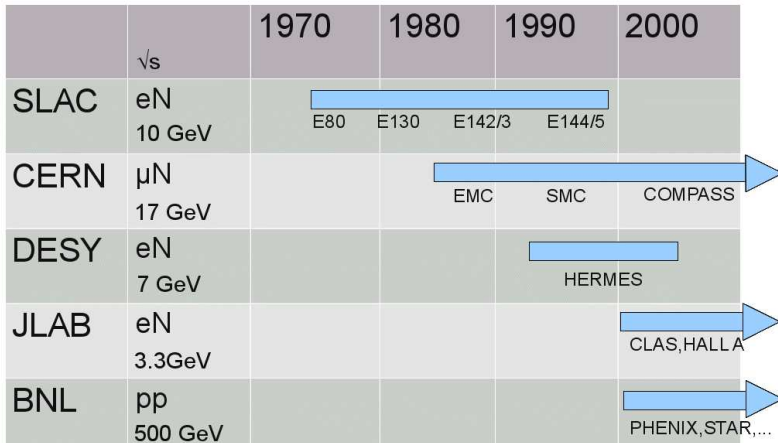 1970 1980 1990 2000
√s
SLAC eN
10 GeV
E80 E130 E142/3 E144/5
CERN µN
17 GeV
EMC SMC COMPASS
DESY eN
7 GeV
HERMES
JLAB eN
3.3GeV
CLAS,HALL A
BNL pp
500 GeV
PHENIX,STAR,...